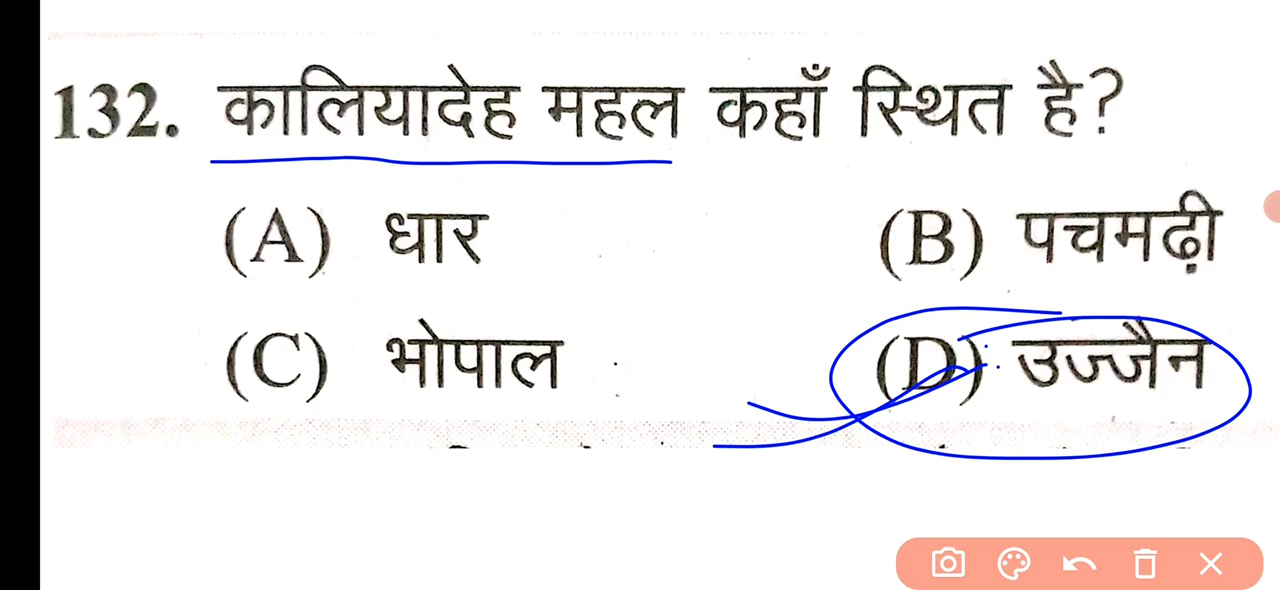 132. कालियादेह महल कहाँ स्थित है?
(A) धार (B) पचमढ़ी
(C) भोपाल (D) उज्जैन